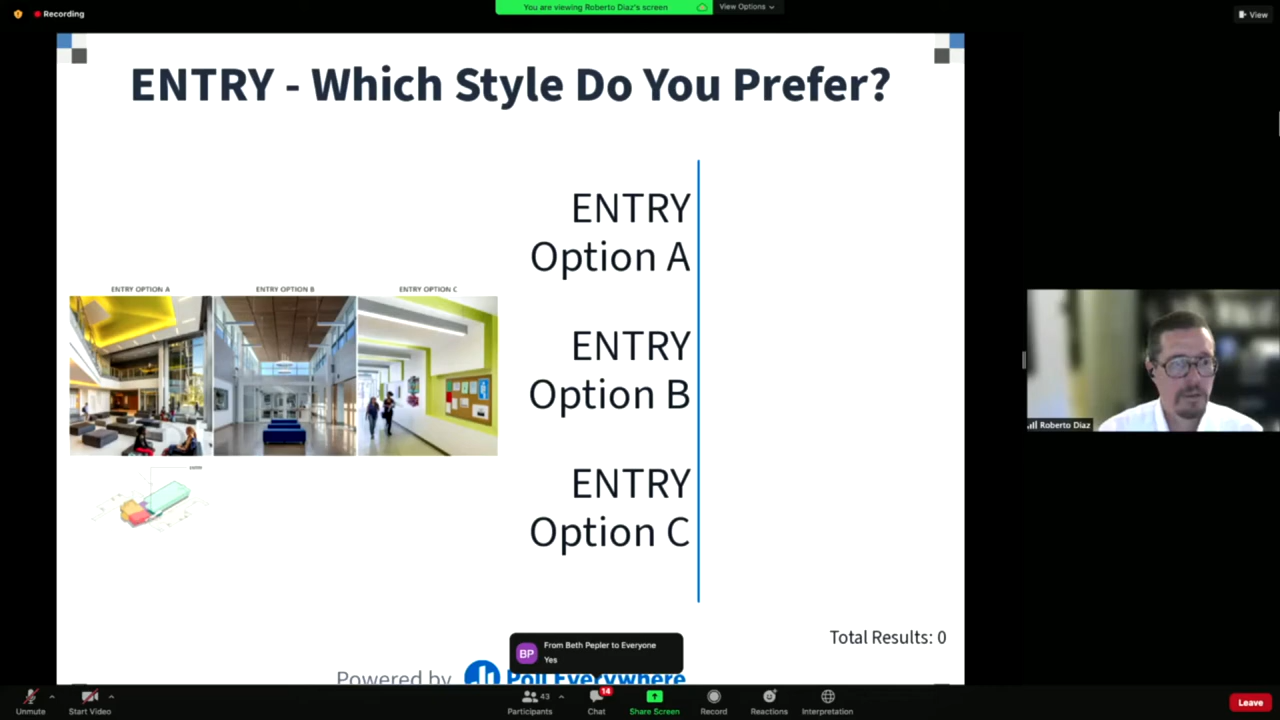 Recording
You are viewing Roberto Diaz's screen
View Options
View
ENTRY - Which Style Do You Prefer?
ENTRY
Option A
ENTRY OPTION A
ENTRY OPTION B
ENTRY OPTION C
ENTRY
Option B
ENTRY
Option C
Roberto Diaz
Total Results: 0
BP
From Beth Pepler to Everyone
Yes
Powered by
Poll Everywhere
Unmute
Start Video
43
Participants
14
Chat
Share Screen
Record
Reactions
Interpretation
Leave